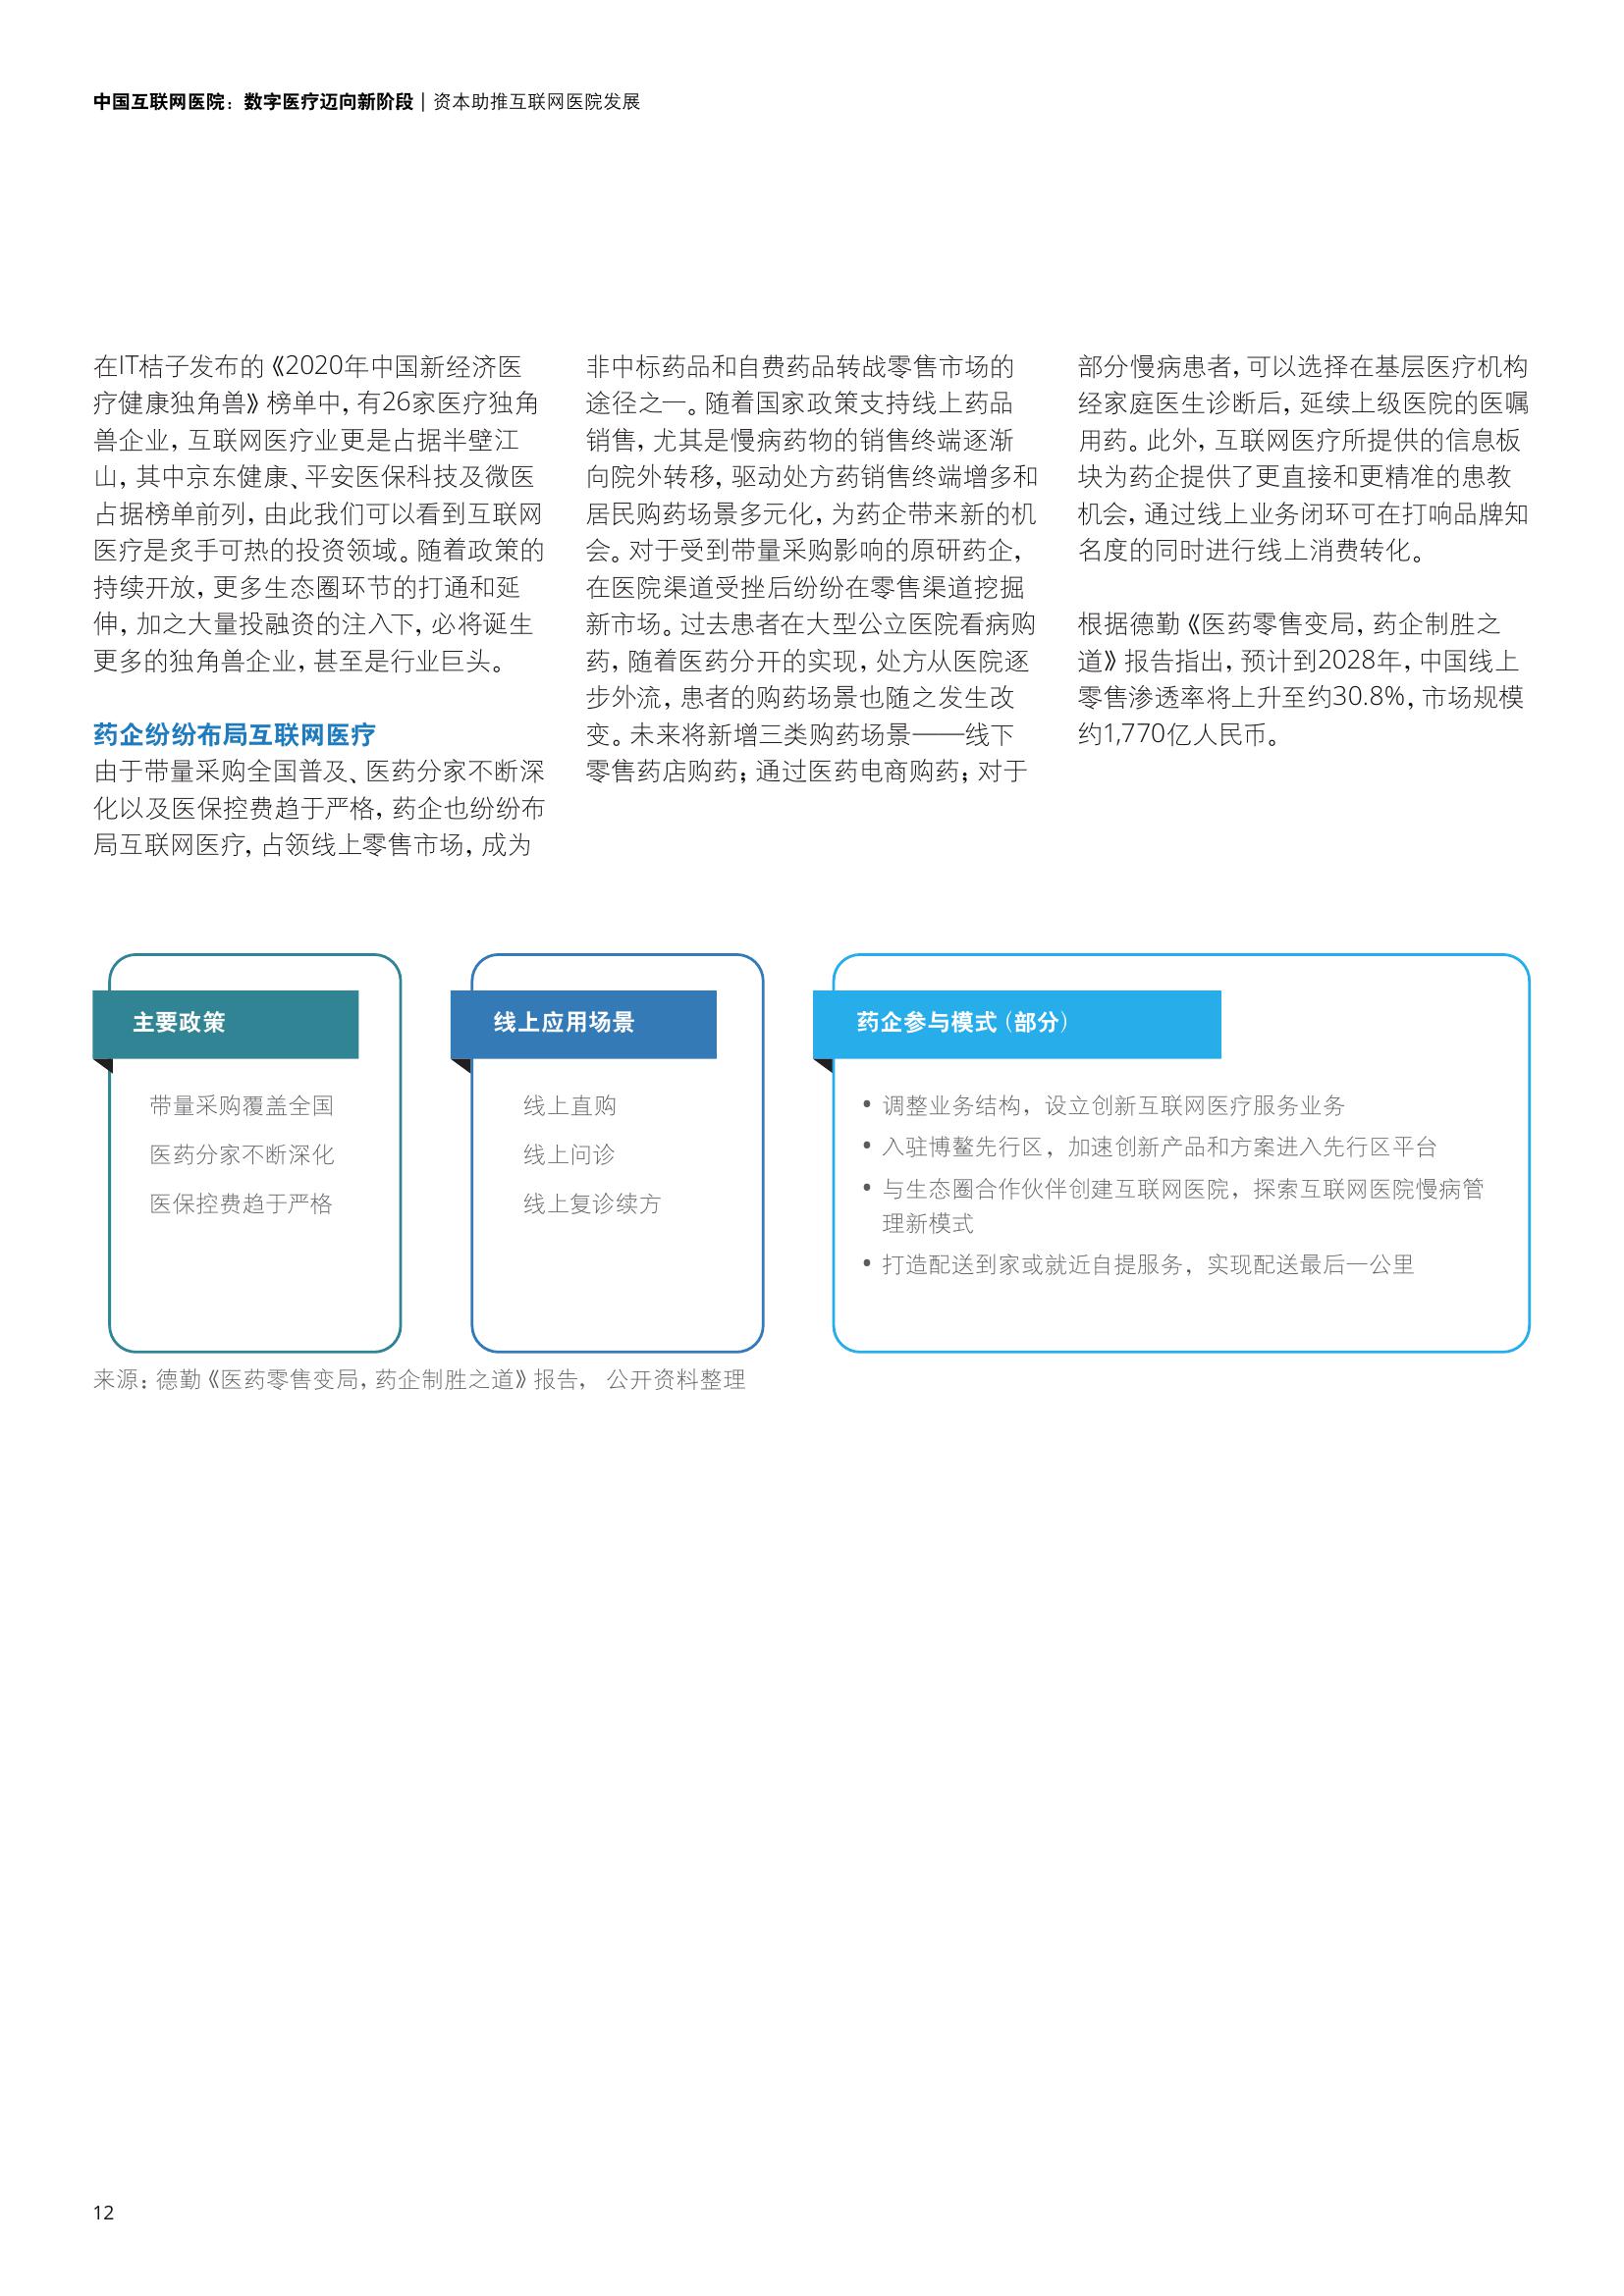 中国互联网医院：数字医疗迈向新阶段 | 资本助推互联网医院发展
在IT桔子发布的《2020年中国新经济医
疗健康独角兽》榜单中，有26家医疗独角
兽企业，互联网医疗业更是占据半壁江
山，其中京东健康、平安医保科技及微医
占据榜单前列，由此我们可以看到互联网
医疗是炙手可热的投资领域。随着政策的
持续开放，更多生态圈环节的打通和延
伸，加之大量投融资的注入下，必将诞生
更多的独角兽企业，甚至是行业巨头。
药企纷纷布局互联网医疗
由于带量采购全国普及、医药分家不断深
化以及医保控费趋于严格，药企也纷纷布
局互联网医疗，占领线上零售市场，成为
非中标药品和自费药品转战零售市场的
途径之一。随着国家政策支持线上药品
销售，尤其是慢病药物的销售终端逐渐
向院外转移，驱动处方药销售终端增多和
居民购药场景多元化，为药企带来新的机
会。对于受到带量采购影响的原研药企，
在医院渠道受挫后纷纷在零售渠道挖掘
新市场。过去患者在大型公立医院看病购
药，随着医药分开的实现，处方从医院逐
步外流，患者的购药场景也随之发生改
变。未来将新增三类购药场景——线下
零售药店购药；通过医药电商购药；对于
部分慢病患者，可以选择在基层医疗机构
经家庭医生诊断后，延续上级医院的医嘱
用药。此外，互联网医疗所提供的信息板
块为药企提供了更直接和更精准的患教
机会，通过线上业务闭环可在打响品牌知
名度的同时进行线上消费转化。
根据德勤《医药零售变局，药企制胜之
道》报告指出，预计到2028年，中国线上
零售渗透率将上升至约30.8%，市场规模
约1,770亿人民币。
主要政策
带量采购覆盖全国
医药分家不断深化
医保控费趋于严格
线上应用场景
线上直购
线上问诊
线上复诊续方
药企参与模式（部分）
• 调整业务结构，设立创新互联网医疗服务业务
• 入驻博鳌先行区，加速创新产品和方案进入先行区平台
• 与生态圈合作伙伴创建互联网医院，探索互联网医院慢病管
理新模式
• 打造配送到家或就近自提服务，实现配送最后一公里
来源：德勤《医药零售变局，药企制胜之道》报告， 公开资料整理
12